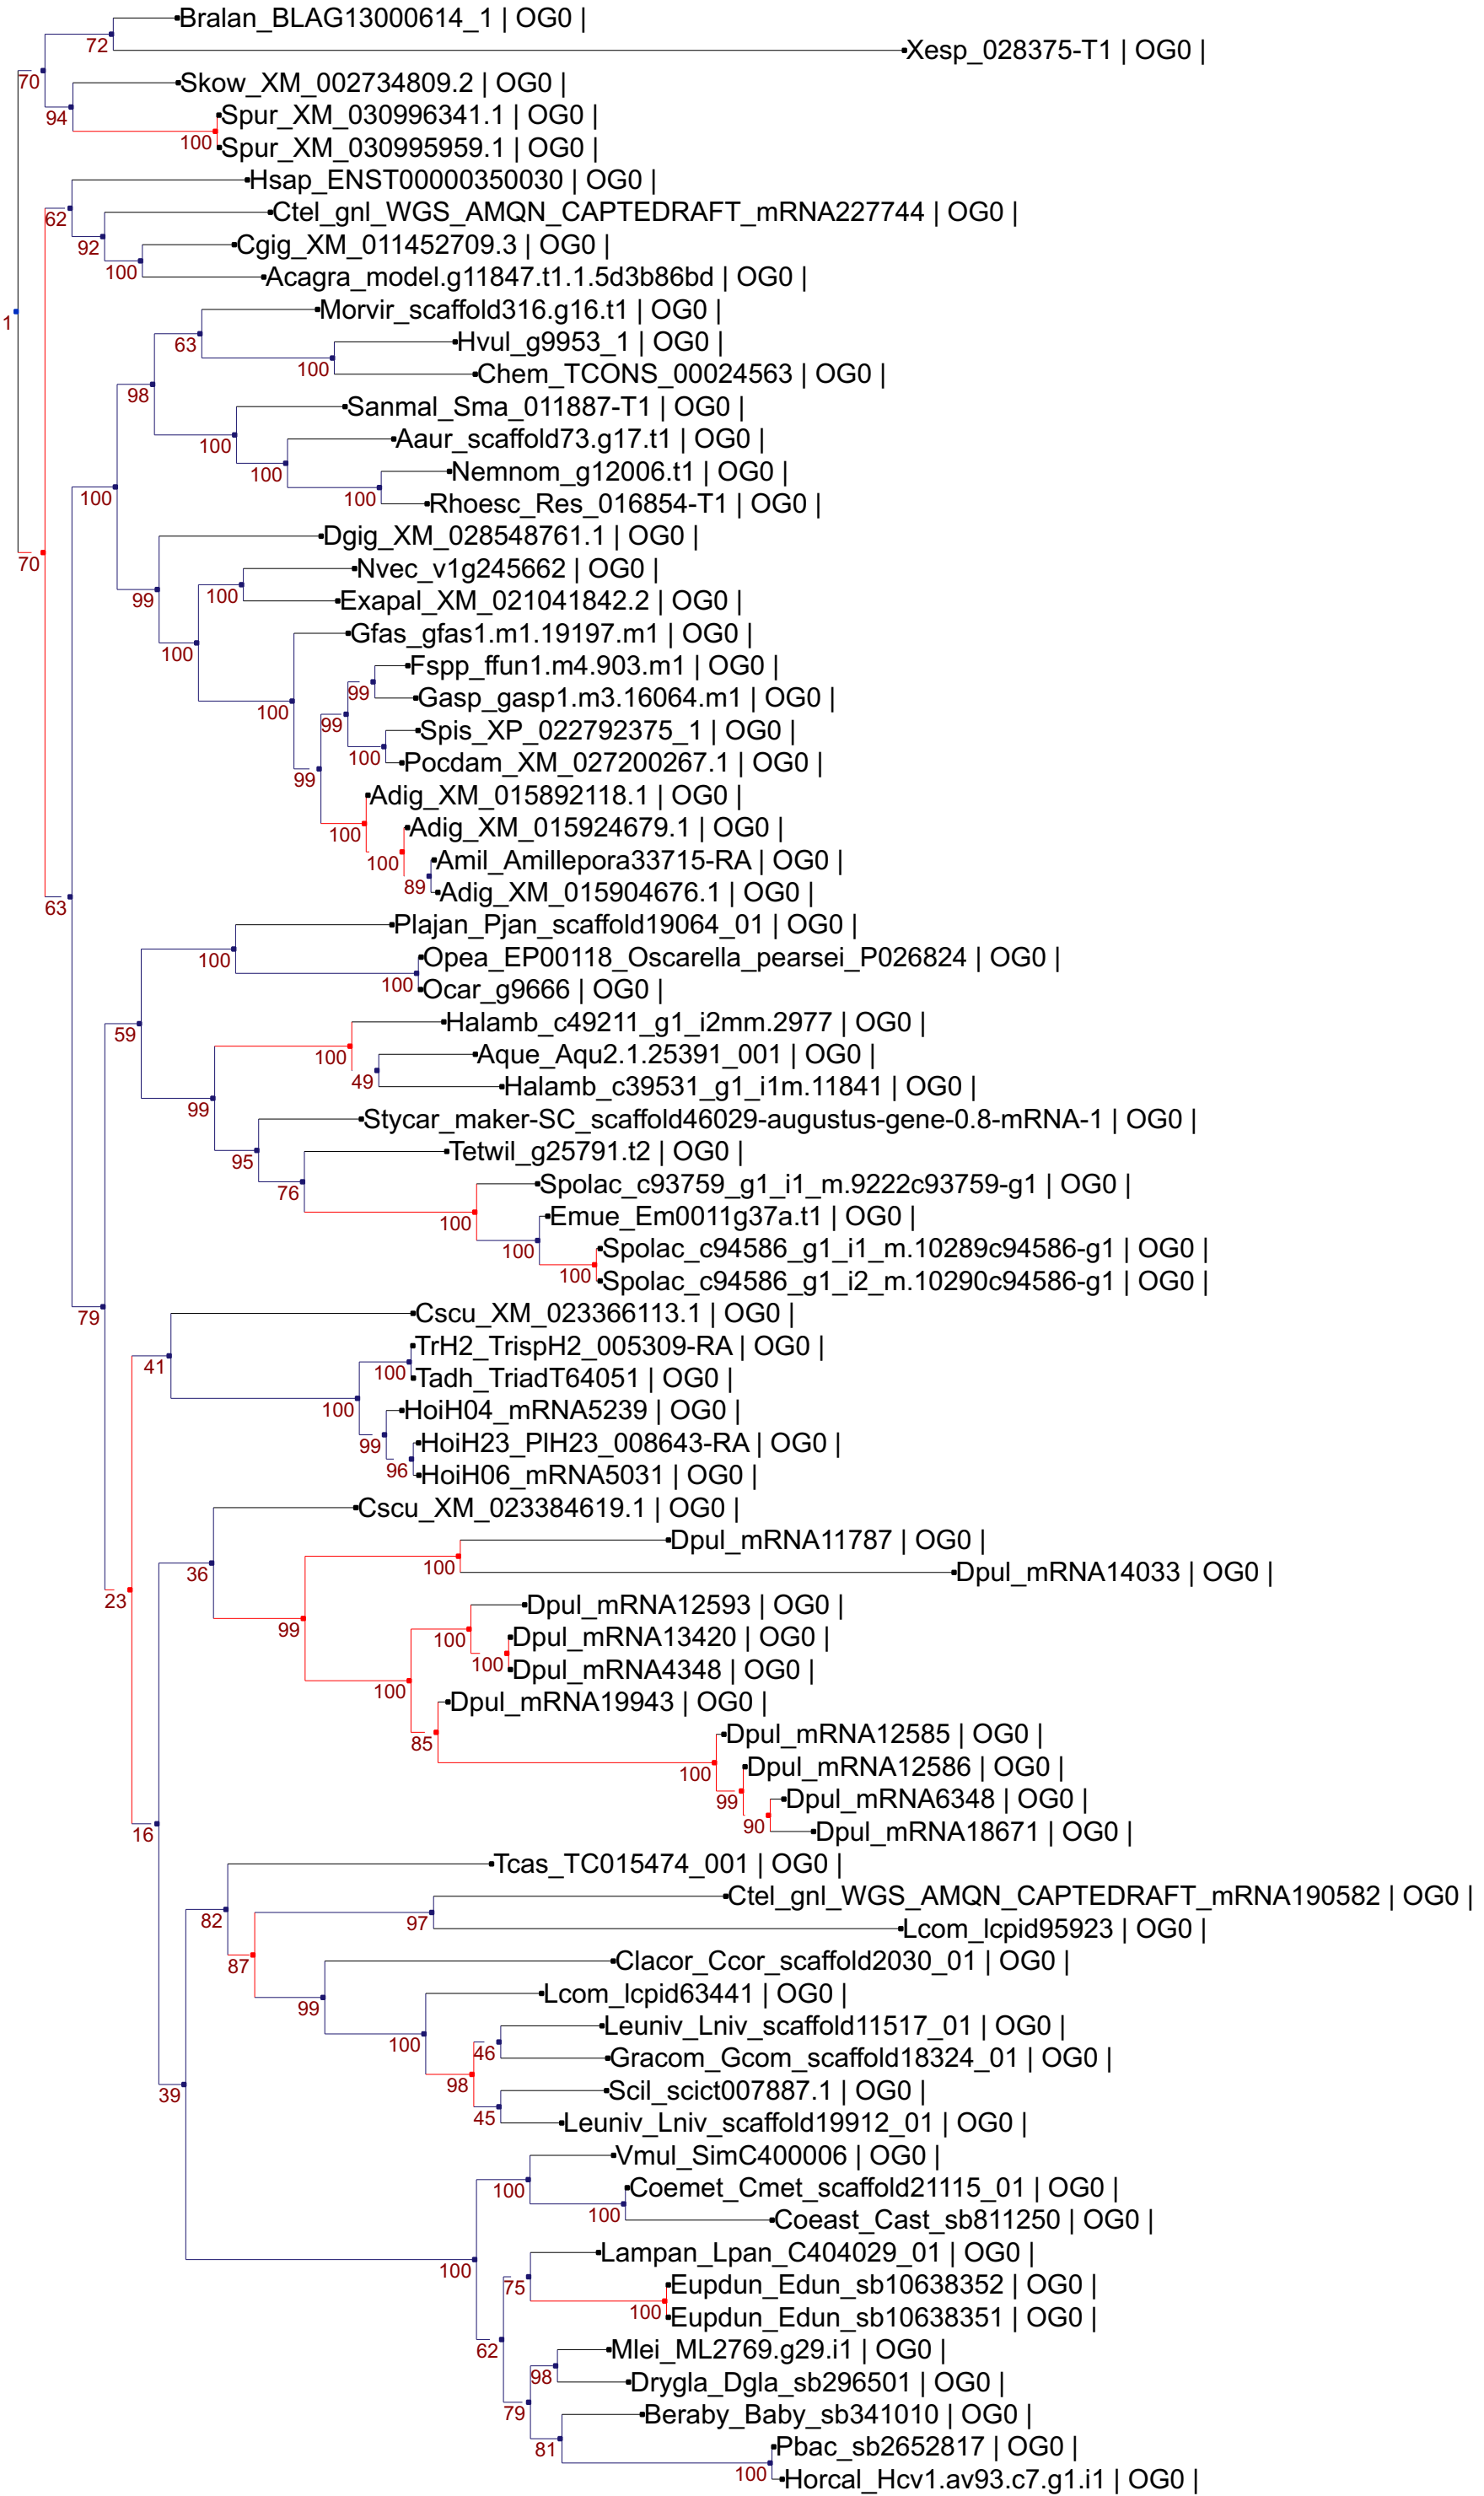 Bralan_BLAG13000614_1 | OG0 |
72
Xesp_028375-T1 | OG0 |
70
Skow_XM_002734809.2 | OG0 |
94
Spur_XM_030996341.1 | OG0 |
100
Spur_XM_030995959.1 | OG0 |
Hsap_ENST00000350030 | OG0 |
62
Ctel_gnl_WGS_AMQN_CAPTEDRAFT_mRNA227744 | OG0 |
92
Cgig_XM_011452709.3 | OG0 |
100
Acagra_model.g11847.t1.1.5d3b86bd | OG0 |
Morvir_scaffold316.g16.t1 | OG0 |
1
63
Hvul_g9953_1 | OG0 |
100
Chem_TCONS_00024563 | OG0 |
98
Sanmal_Sma_011887-T1 | OG0 |
100
Aaur_scaffold73.g17.t1 | OG0 |
100
Nemnom_g12006.t1 | OG0 |
100
100
Rhoesc_Res_016854-T1 | OG0 |
Dgig_XM_028548761.1 | OG0 |
70
Nvec_v1g245662 | OG0 |
99
100
Exapal_XM_021041842.2 | OG0 |
Gfas_gfas1.m1.19197.m1 | OG0 |
100
Fspp_ffun1.m4.903.m1 | OG0 |
99
Gasp_gasp1.m3.16064.m1 | OG0 |
100
99
Spis_XP_022792375_1 | OG0 |
100
Pocdam_XM_027200267.1 | OG0 |
99
Adig_XM_015892118.1 | OG0 |
100
Adig_XM_015924679.1 | OG0 |
100
Amil_Amillepora33715-RA | OG0 |
89
Adig_XM_015904676.1 | OG0 |
63
Plajan_Pjan_scaffold19064_01 | OG0 |
100
Opea_EP00118_Oscarella_pearsei_P026824 | OG0 |
100
Ocar_g9666 | OG0 |
Halamb_c49211_g1_i2mm.2977 | OG0 |
59
100
Aque_Aqu2.1.25391_001 | OG0 |
49
Halamb_c39531_g1_i1m.11841 | OG0 |
99
Stycar_maker-SC_scaffold46029-augustus-gene-0.8-mRNA-1 | OG0 |
95
Tetwil_g25791.t2 | OG0 |
76
Spolac_c93759_g1_i1_m.9222c93759-g1 | OG0 |
100
Emue_Em0011g37a.t1 | OG0 |
100
Spolac_c94586_g1_i1_m.10289c94586-g1 | OG0 |
100
Spolac_c94586_g1_i2_m.10290c94586-g1 | OG0 |
79
Cscu_XM_023366113.1 | OG0 |
41
TrH2_TrispH2_005309-RA | OG0 |
100
Tadh_TriadT64051 | OG0 |
100
HoiH04_mRNA5239 | OG0 |
99
HoiH23_PlH23_008643-RA | OG0 |
96
HoiH06_mRNA5031 | OG0 |
Cscu_XM_023384619.1 | OG0 |
36
Dpul_mRNA11787 | OG0 |
100
Dpul_mRNA14033 | OG0 |
23
Dpul_mRNA12593 | OG0 |
99
100
Dpul_mRNA13420 | OG0 |
100
Dpul_mRNA4348 | OG0 |
100
Dpul_mRNA19943 | OG0 |
85
Dpul_mRNA12585 | OG0 |
100
Dpul_mRNA12586 | OG0 |
99
Dpul_mRNA6348 | OG0 |
90
Dpul_mRNA18671 | OG0 |
16
Tcas_TC015474_001 | OG0 |
Ctel_gnl_WGS_AMQN_CAPTEDRAFT_mRNA190582 | OG0 |
82
97
Lcom_lcpid95923 | OG0 |
87
Clacor_Ccor_scaffold2030_01 | OG0 |
99
Lcom_lcpid63441 | OG0 |
100
Leuniv_Lniv_scaffold11517_01 | OG0 |
46
Gracom_Gcom_scaffold18324_01 | OG0 |
98
Scil_scict007887.1 | OG0 |
39
45
Leuniv_Lniv_scaffold19912_01 | OG0 |
Vmul_SimC400006 | OG0 |
100
Coemet_Cmet_scaffold21115_01 | OG0 |
100
Coeast_Cast_sb811250 | OG0 |
100
Lampan_Lpan_C404029_01 | OG0 |
75
Eupdun_Edun_sb10638352 | OG0 |
100
Eupdun_Edun_sb10638351 | OG0 |
62
Mlei_ML2769.g29.i1 | OG0 |
98
Drygla_Dgla_sb296501 | OG0 |
79
Beraby_Baby_sb341010 | OG0 |
81
Pbac_sb2652817 | OG0 |
100
Horcal_Hcv1.av93.c7.g1.i1 | OG0 |